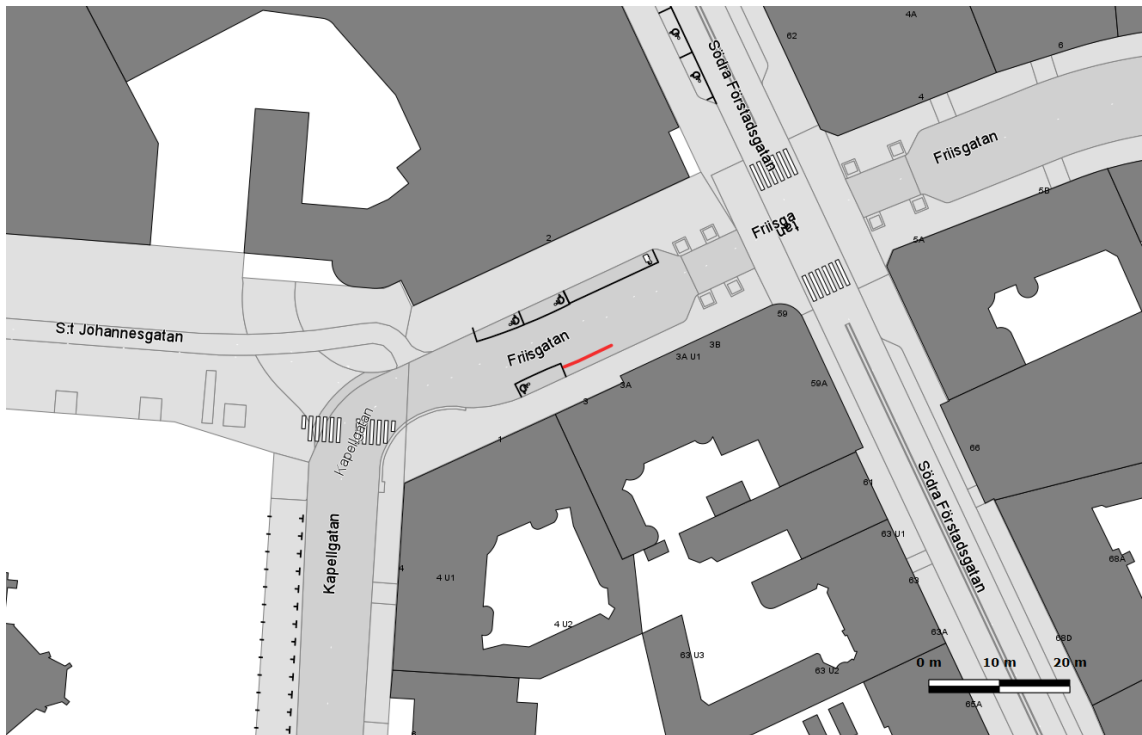 4A
62
6
Södra Förstadsgatan
4
Friisgatan
5B
Friisga
tan
5A
2
S:t Johannesgatan
59
3B
Friisgatan
3A U1
3A
59A
3
Kapellgatan
1
66
61
Södra Förstadsgatan
63 U1
Kapellgatan
68A
4
4 U1
63
4 U2
63A
68D
63 U3
0 m 10 m 20 m
63 U2
65A
6